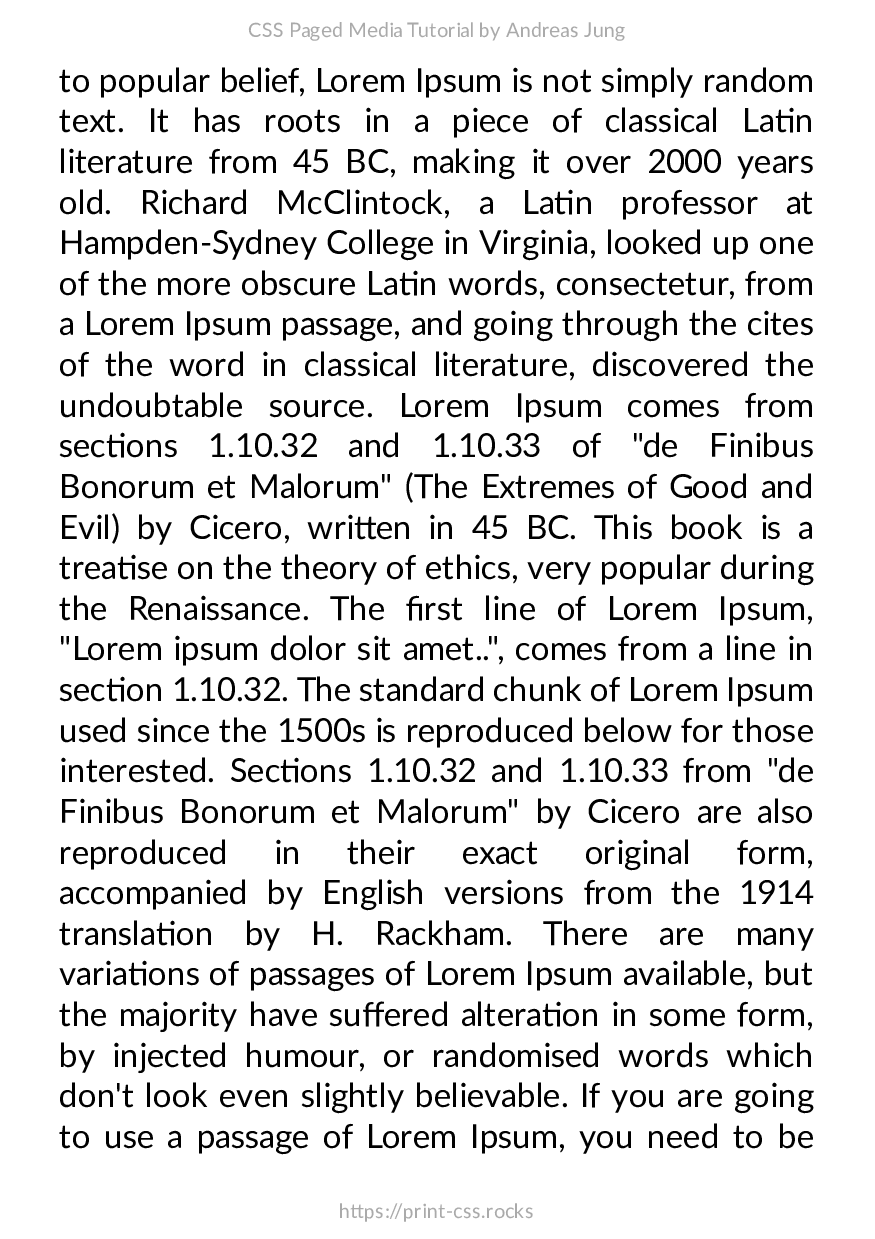 CSS Paged Media Tutorial by Andreas Jung
to popular belief, Lorem Ipsum is not simply random
text. It has roots in a piece of classical Latin
literature from 45 BC, making it over 2000 years
old. Richard McClintock, a Latin professor at
Hampden-Sydney College in Virginia, looked up one
of the more obscure Latin words, consectetur, from
a Lorem Ipsum passage, and going through the cites
of the word in classical literature, discovered the
undoubtable source. Lorem Ipsum comes from
sections 1.10.32 and 1.10.33 of "de Finibus
Bonorum et Malorum" (The Extremes of Good and
Evil) by Cicero, written in 45 BC. This book is a
treatise on the theory of ethics, very popular during
the Renaissance. The first line of Lorem Ipsum,
"Lorem ipsum dolor sit amet..", comes from a line in
section 1.10.32. The standard chunk of Lorem Ipsum
used since the 1500s is reproduced below for those
interested. Sections 1.10.32 and 1.10.33 from "de
Finibus Bonorum et Malorum" by Cicero are also
reproduced in their exact original form,
accompanied by English versions from the 1914
translation by H. Rackham. There are many
variations of passages of Lorem Ipsum available, but
the majority have suffered alteration in some form,
by injected humour, or randomised words which
don't look even slightly believable. If you are going
to use a passage of Lorem Ipsum, you need to be
https://print-css.rocks